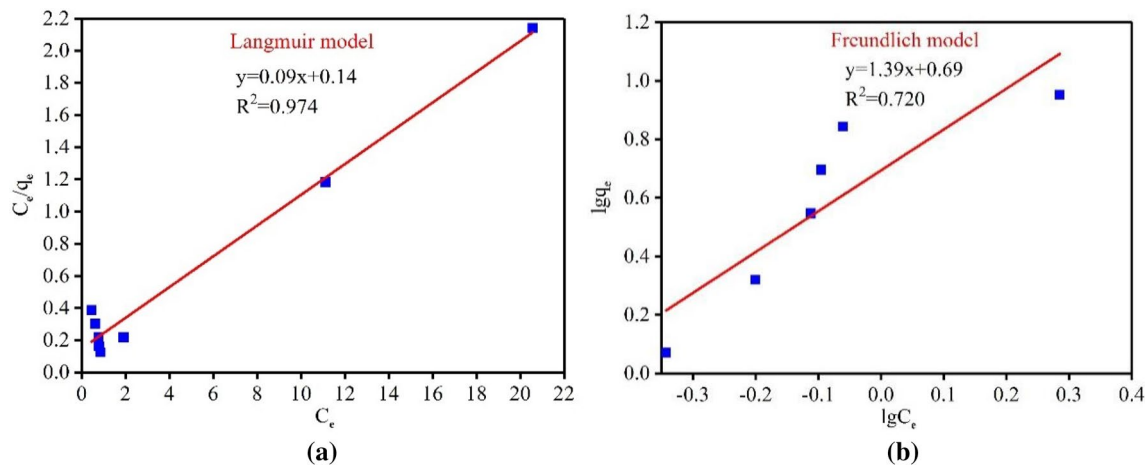 Langmuir model
y=0.09x+0.14
R²=0.974
2.2
2.0
1.8
1.6
1.4
1.2
1.0
0.8
0.6
0.4
0.2
0.0
Cₑ/qₑ
0 2 4 6 8 10 12 14 16 18 20 22
Cₑ
(a)
Freundlich model
y=1.39x+0.69
R²=0.720
1.2
1.0
0.8
0.6
0.4
0.2
0.0
lgqₑ
-0.3 -0.2 -0.1 0.0 0.1 0.2 0.3 0.4
lgCₑ
(b)